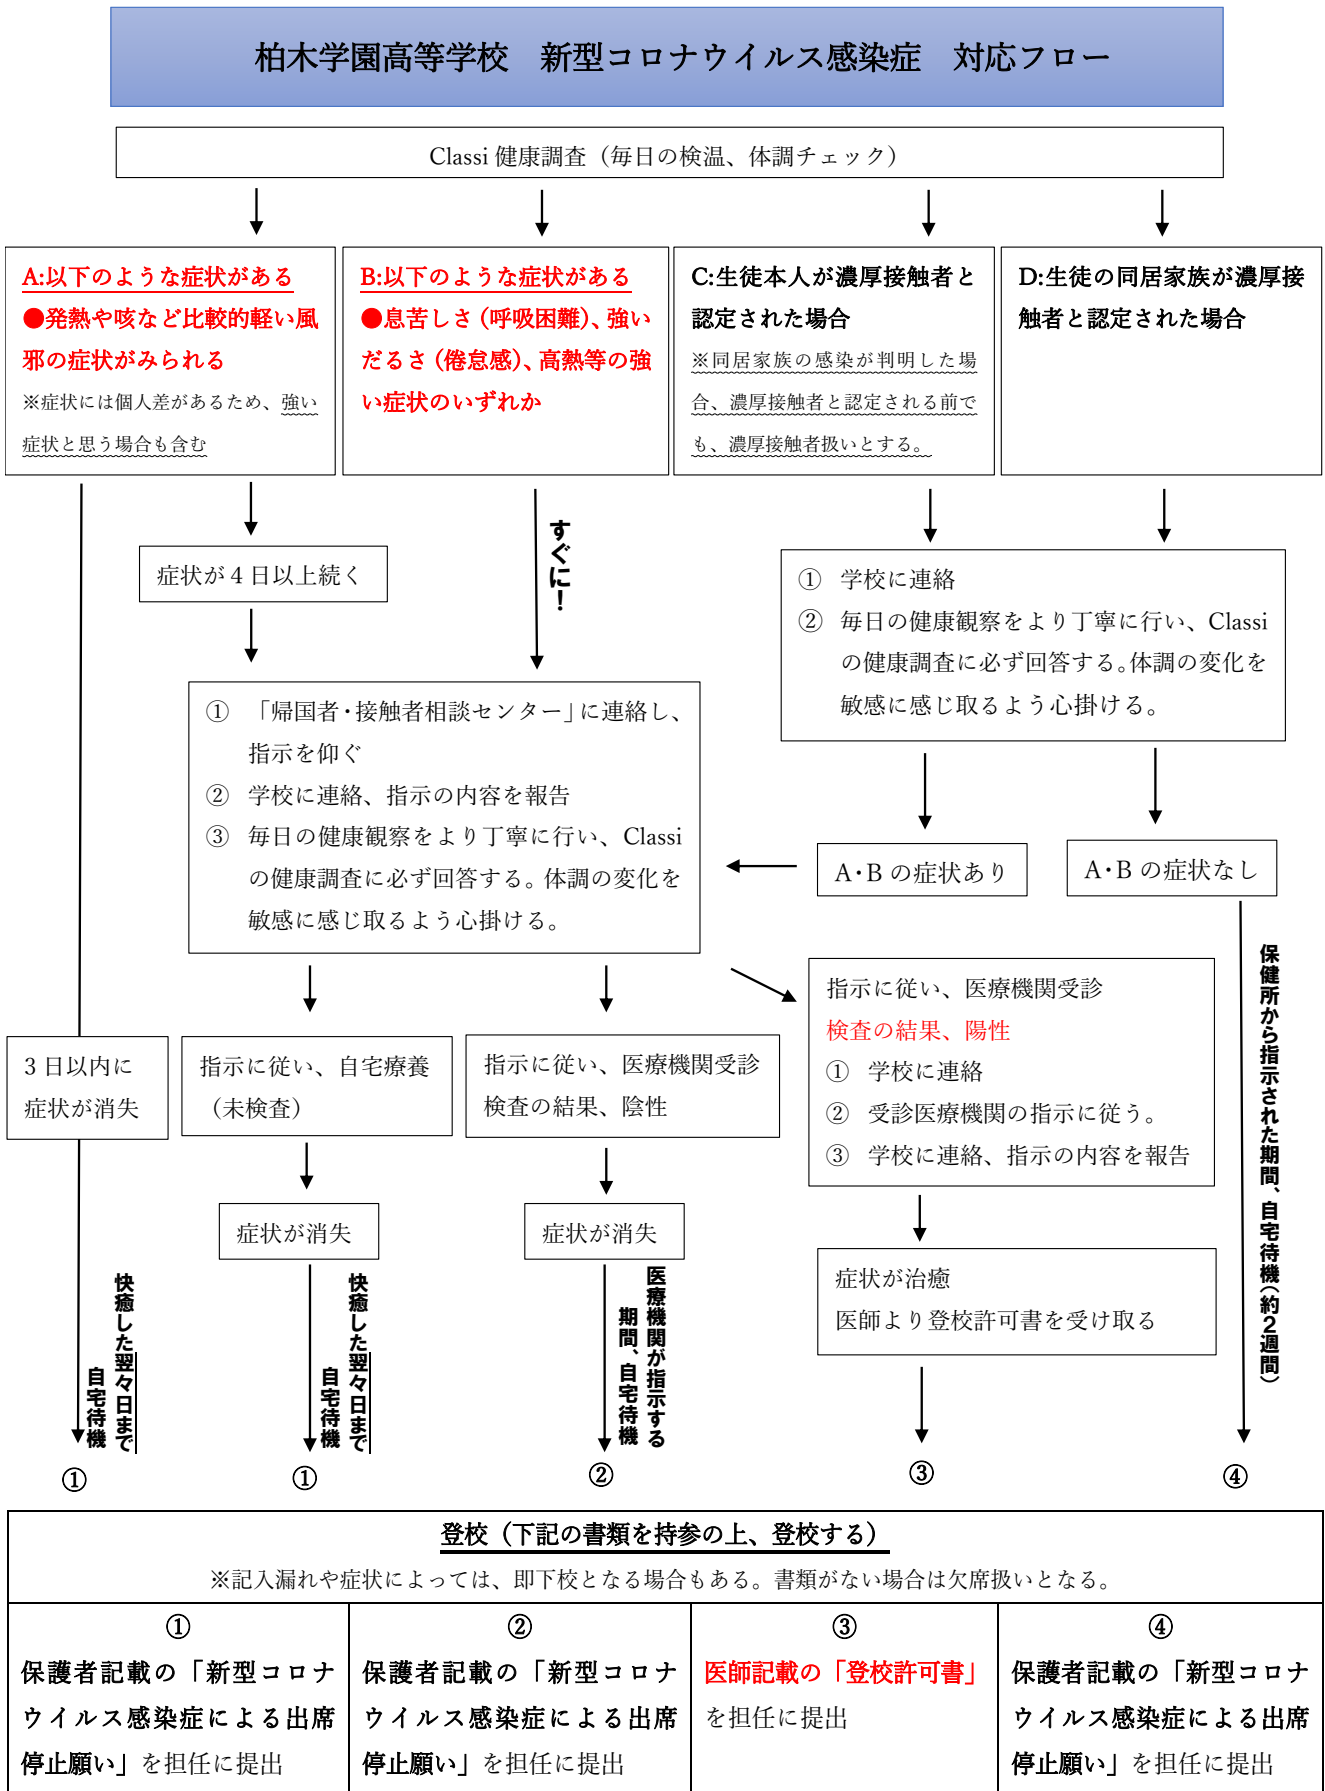 柏木学園高等学校　新型コロナウイルス感染症　対応フロー
Classi 健康調査（毎日の検温、体調チェック）
A:以下のような症状がある
●発熱や咳など比較的軽い風
邪の症状がみられる
※症状には個人差があるため、強い
症状と思う場合も含む
B:以下のような症状がある
●息苦しさ（呼吸困難）、強い
だるさ（倦怠感）、高熱等の強
い症状のいずれか
C:生徒本人が濃厚接触者と
認定された場合
※同居家族の感染が判明した場
合、濃厚接触者と認定される前で
も、濃厚接触者扱いとする。
D:生徒の同居家族が濃厚接
触者と認定された場合
症状が 4 日以上続く
すぐに！
① 学校に連絡
② 毎日の健康観察をより丁寧に行い、Classi
の健康調査に必ず回答する。体調の変化を
敏感に感じ取るよう心掛ける。
① 「帰国者・接触者相談センター」に連絡し、
指示を仰ぐ
② 学校に連絡、指示の内容を報告
③ 毎日の健康観察をより丁寧に行い、Classi
の健康調査に必ず回答する。体調の変化を
敏感に感じ取るよう心掛ける。
A・B の症状あり
A・B の症状なし
保健所から指示された期間、自宅待機（約2週間）
指示に従い、医療機関受診
検査の結果、陽性
① 学校に連絡
② 受診医療機関の指示に従う。
③ 学校に連絡、指示の内容を報告
3 日以内に
症状が消失
指示に従い、自宅療養
（未検査）
指示に従い、医療機関受診
検査の結果、陰性
症状が消失
症状が消失
症状が治癒
医師より登校許可書を受け取る
快癒した翌々日まで
自宅待機
快癒した翌々日まで
自宅待機
医療機関が指示する
期間、自宅待機
①
①
②
③
④
登校（下記の書類を持参の上、登校する）
※記入漏れや症状によっては、即下校となる場合もある。書類がない場合は欠席扱いとなる。
①
保護者記載の「新型コロナ
ウイルス感染症による出席
停止願い」を担任に提出
②
保護者記載の「新型コロナ
ウイルス感染症による出席
停止願い」を担任に提出
③
医師記載の「登校許可書」
を担任に提出
④
保護者記載の「新型コロナ
ウイルス感染症による出席
停止願い」を担任に提出